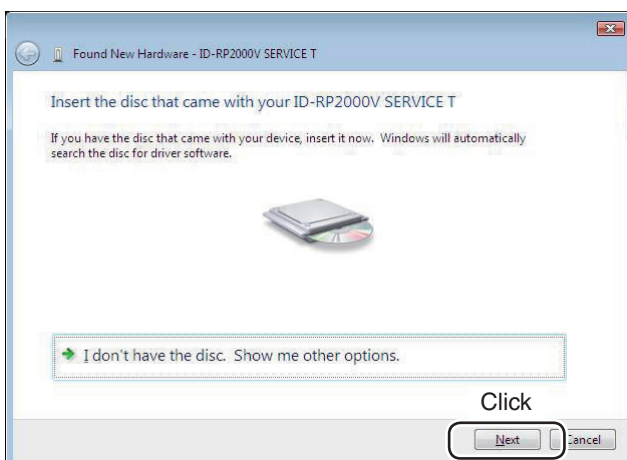 Found New Hardware - ID-RP2000V SERVICE T
Insert the disc that came with your ID-RP2000V SERVICE T
If you have the disc that came with your device, insert it now. Windows will automatically
search the disc for driver software.
I don't have the disc. Show me other options.
Click
Next
Cancel